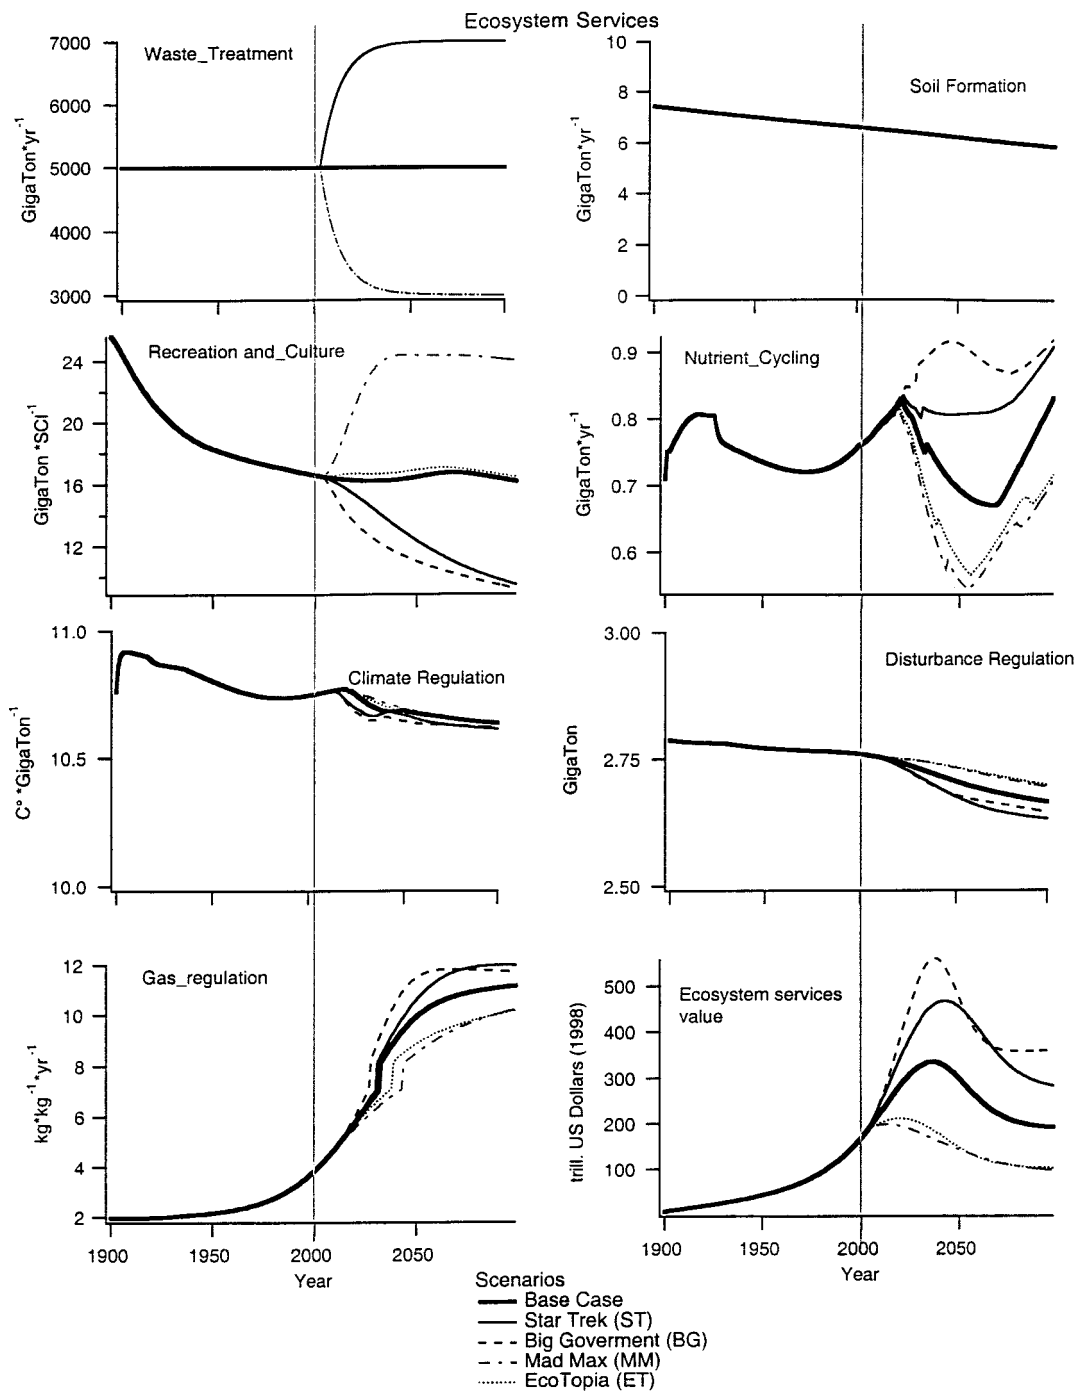 Ecosystem Services
Waste_Treatment
7000
6000
5000
4000
3000
GigaTon*yr-1
Soil Formation
10
8
6
4
2
0
GigaTon*yr-1
Recreation and_Culture
24
20
16
12
GigaTon *SCI-1
Nutrient_Cycling
0.9
0.8
0.7
0.6
GigaTon*yr-1
Climate Regulation
11.0
10.5
10.0
C° *GigaTon-1
Disturbance Regulation
3.00
2.75
2.50
GigaTon
Gas_regulation
12
10
8
6
4
2
kg*kg-1*yr-1
1900 1950 2000 2050
Year
Ecosystem services
value
500
400
300
200
100
trill. US Dollars (1998)
1900 1950 2000 2050
Year
Scenarios
Base Case
Star Trek (ST)
Big Goverment (BG)
Mad Max (MM)
EcoTopia (ET)